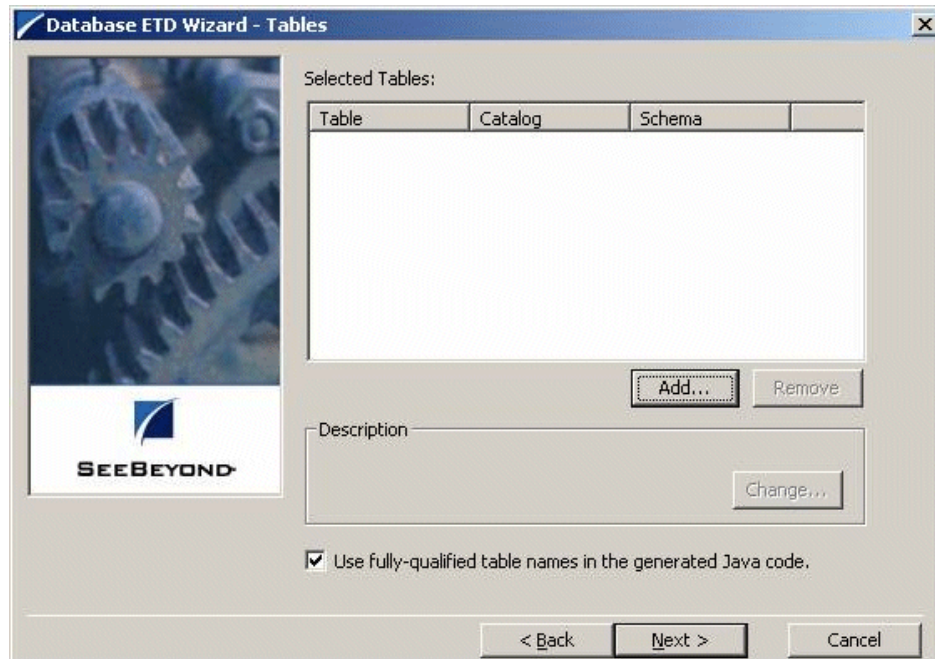 Database ETD Wizard - Tables
Selected Tables:
Table Catalog Schema
Add... Remove
Description
SEEBEYOND
Change...
Use fully-qualified table names in the generated Java code.
< Back Next > Cancel